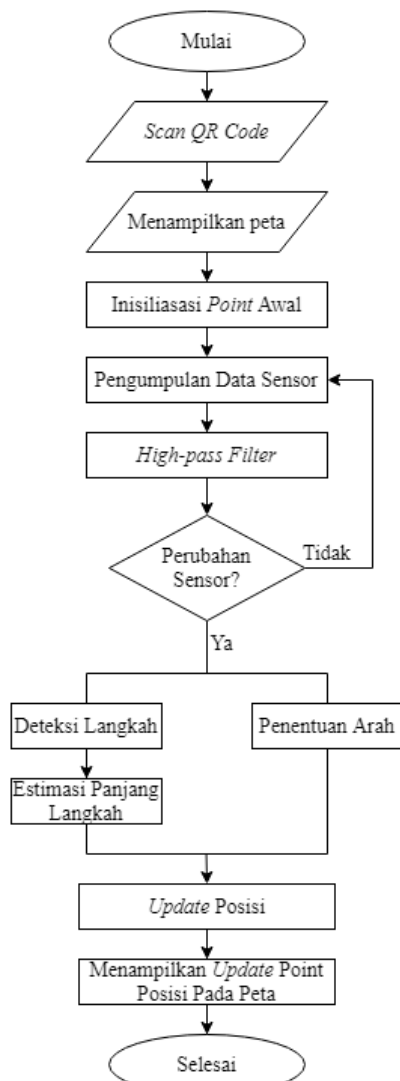 Mulai
Scan QR Code
Menampilkan peta
Inisiliasasi Point Awal
Pengumpulan Data Sensor
High-pass Filter
Perubahan
Sensor?
Tidak
Ya
Deteksi Langkah
Penentuan Arah
Estimasi Panjang
Langkah
Update Posisi
Menampilkan Update Point
Posisi Pada Peta
Selesai